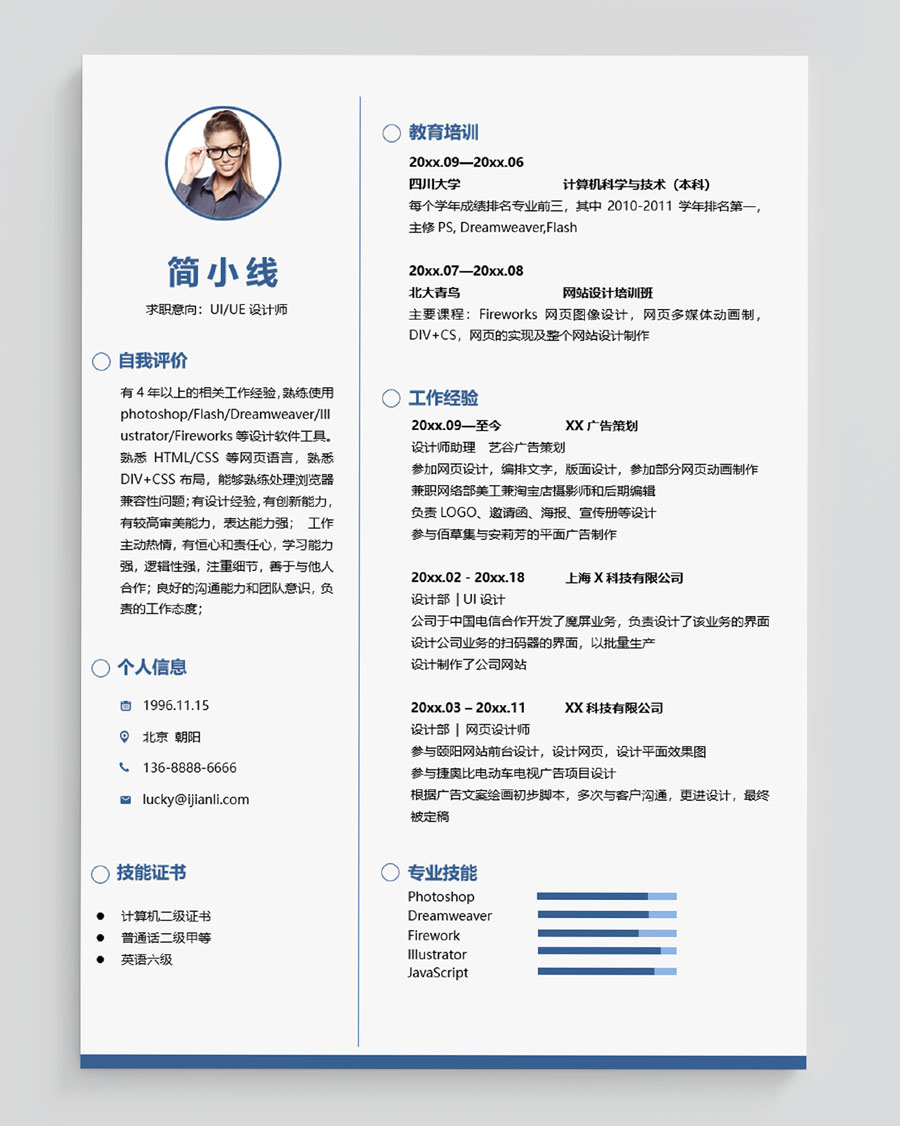 简小线
求职意向：UI/UE 设计师
自我评价
有 4 年以上的相关工作经验,熟练使用
photoshop/Flash/Dreamweaver/Ill
ustrator/Fireworks 等设计软件工具。
熟悉 HTML/CSS 等网页语言，熟悉
DIV+CSS 布局，能够熟练处理浏览器
兼容性问题;有设计经验,有创新能力,
有较高审美能力，表达能力强； 工作
主动热情，有恒心和责任心，学习能力
强，逻辑性强，注重细节，善于与他人
合作；良好的沟通能力和团队意识，负
责的工作态度；
个人信息
1996.11.15
北京 朝阳
136-8888-6666
lucky@ijianli.com
技能证书
● 计算机二级证书
● 普通话二级甲等
● 英语六级
教育培训
20xx.09—20xx.06
四川大学 计算机科学与技术（本科）
每个学年成绩排名专业前三，其中 2010-2011 学年排名第一，
主修 PS, Dreamweaver,Flash
20xx.07—20xx.08
北大青鸟 网站设计培训班
主要课程：Fireworks 网页图像设计，网页多媒体动画制，
DIV+CS，网页的实现及整个网站设计制作
工作经验
20xx.09—至今 XX 广告策划
设计师助理 艺谷广告策划
参加网页设计，编排文字，版面设计，参加部分网页动画制作
兼职网络部美工兼淘宝店摄影师和后期编辑
负责 LOGO、邀请函、海报、宣传册等设计
参与佰草集与安莉芳的平面广告制作
20xx.02 - 20xx.18 上海 X 科技有限公司
设计部 | UI 设计
公司于中国电信合作开发了魔屏业务，负责设计了该业务的界面
设计公司业务的扫码器的界面，以批量生产
设计制作了公司网站
20xx.03 – 20xx.11 XX 科技有限公司
设计部 | 网页设计师
参与颐阳网站前台设计，设计网页，设计平面效果图
参与捷奥比电动车电视广告项目设计
根据广告文案绘画初步脚本，多次与客户沟通，更进设计，最终
被定稿
专业技能
Photoshop
Dreamweaver
Firework
Illustrator
JavaScript